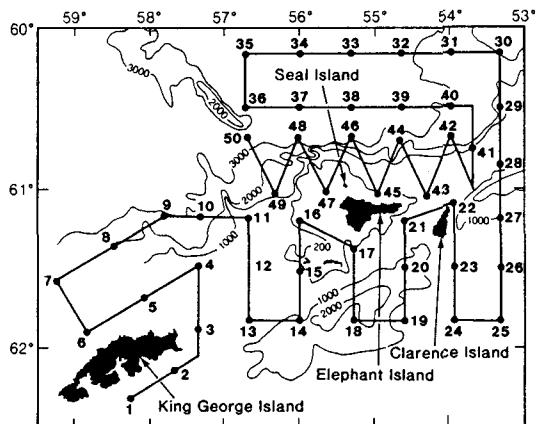 59° 58° 57° 56° 55° 54° 53°
60°
61°
62°
35 34 33 32 31 30
3000
2000
1000
Seal Island
36 37 38 39 40 29
50 48 46 44 42 41
3000
2000
28
49 47 45 43
1000
9 10 11 16 22 27
8 17 21
200
4 12 15 20 23 26
7 5
1000
2000
6 3 13 14 18 19 24 25
Clarence Island
2
Elephant Island
1
King George Island